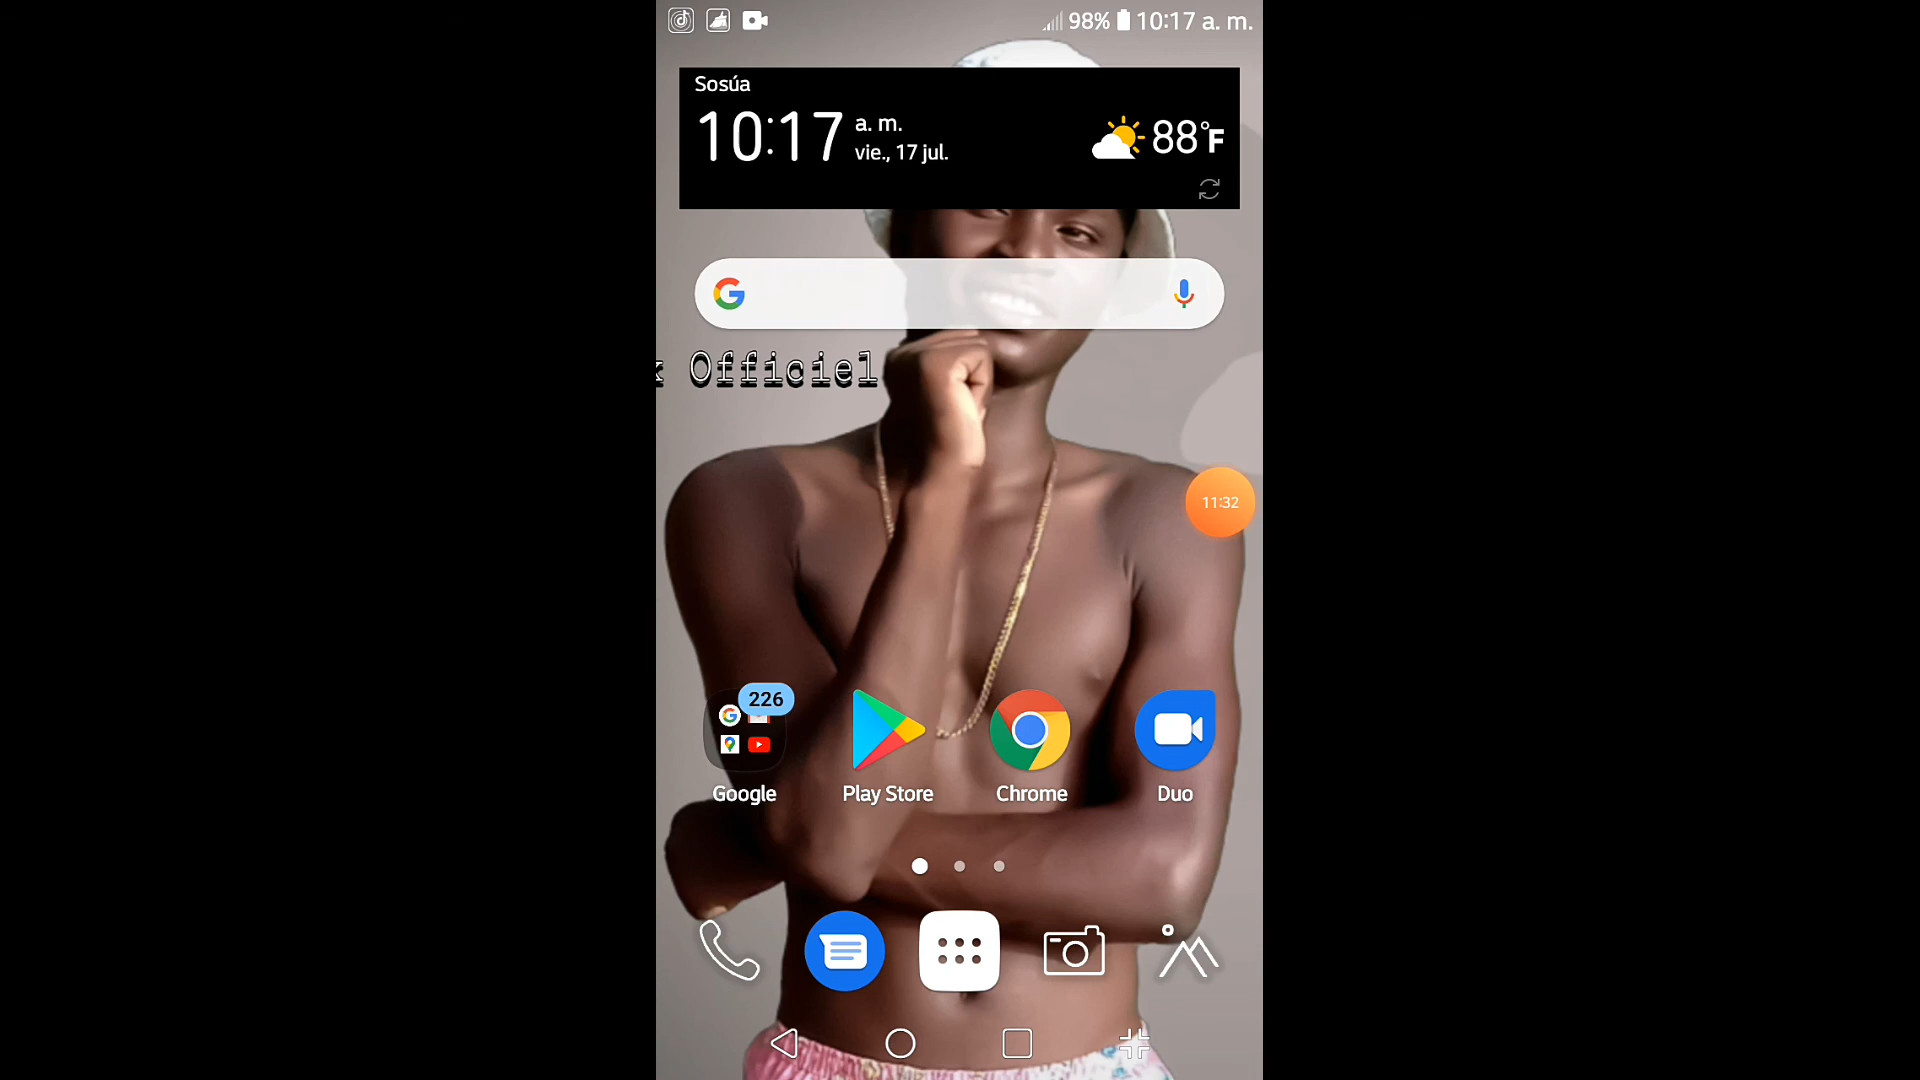 98% 10:17 a. m.
Sosúa
10:17 a. m.
vie., 17 jul.
88°F
Officiel
11:32
226
Google
Play Store
Chrome
Duo